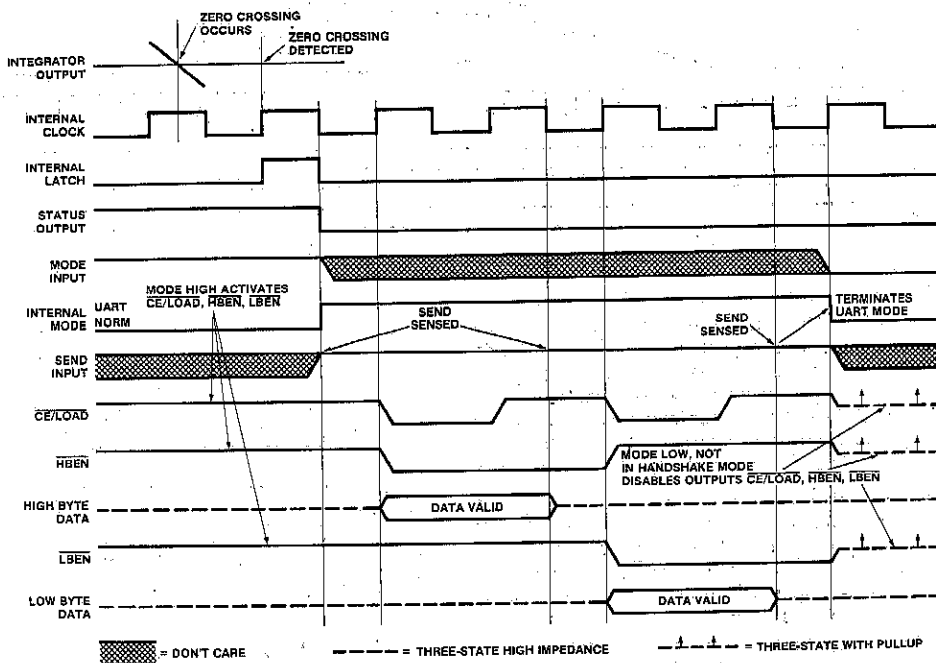 ZERO CROSSING
OCCURS
ZERO CROSSING
DETECTED
INTEGRATOR
OUTPUT
INTERNAL
CLOCK
INTERNAL
LATCH
STATUS
OUTPUT
MODE
INPUT
MODE HIGH ACTIVATES
CE/LOAD, HBEN, LBEN
INTERNAL
MODE
UART
NORM
SEND
SENSED
SEND
SENSED
TERMINATES
UART MODE
SEND
INPUT
CE/LOAD
HBEN
MODE LOW, NOT
IN HANDSHAKE MODE
DISABLES OUTPUTS CE/LOAD, HBEN, LBEN
HIGH BYTE
DATA
DATA VALID
LBEN
LOW BYTE
DATA
DATA VALID
= DON'T CARE
= THREE-STATE HIGH IMPEDANCE
= THREE-STATE WITH PULLUP